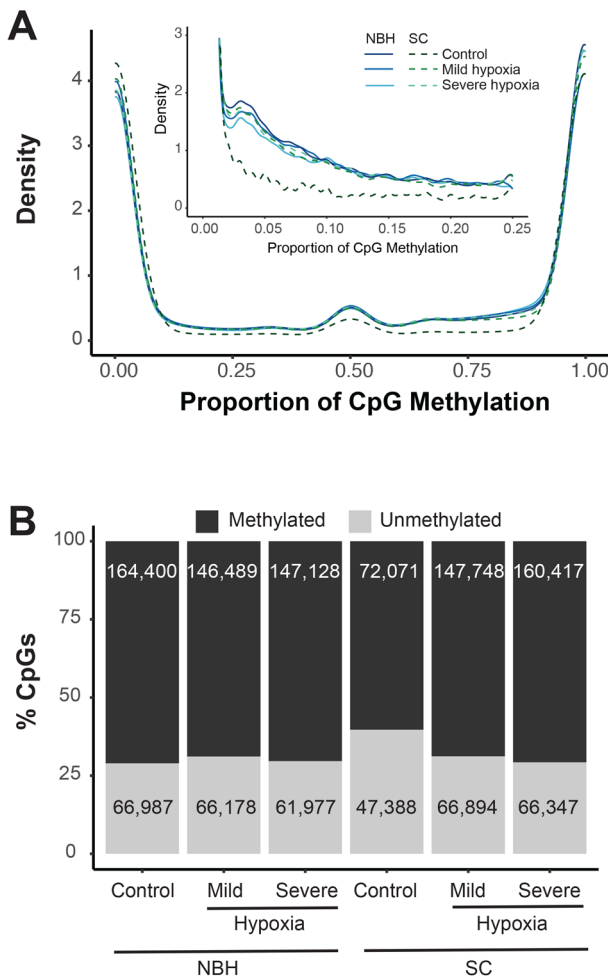 A
NBH SC
Control
Mild hypoxia
Severe hypoxia
3
2
1
0
Density
0.00 0.05 0.10 0.15 0.20 0.25
Proportion of CpG Methylation
4
3
2
1
0
Density
0.00 0.25 0.50 0.75 1.00
Proportion of CpG Methylation
B
Methylated Unmethylated
100
75
50
25
0
% CpGs
164,400 146,489 147,128 72,071 147,748 160,417
66,987 66,178 61,977 47,388 66,894 66,347
Control Mild Severe Control Mild Severe
Hypoxia Hypoxia
NBH SC